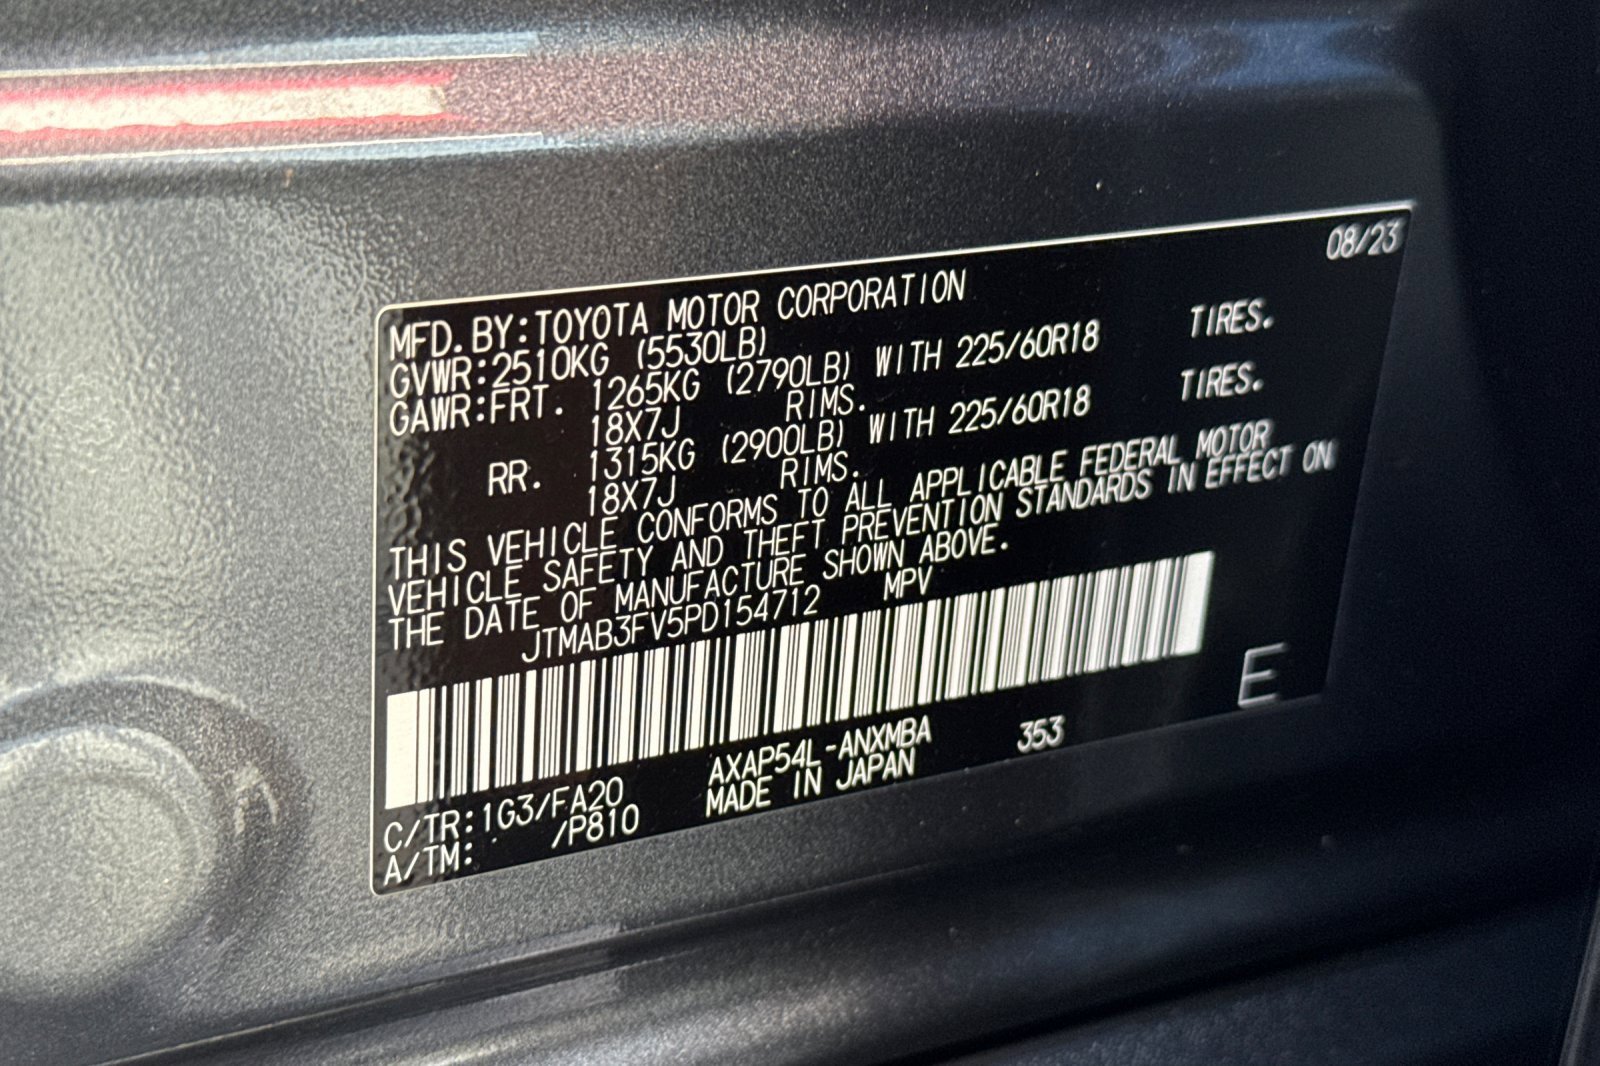 08/23
MFD.BY:TOYOTA MOTOR CORPORATION
GVWR:2510KG (5530LB)
GAWR:FRT. 1265KG (2790LB) WITH 225/60R18 TIRES.
18X7J RIMS.
RR. 1315KG (2900LB) WITH 225/60R18 TIRES.
18X7J RIMS.
THIS VEHICLE CONFORMS TO ALL APPLICABLE FEDERAL MOTOR
VEHICLE SAFETY AND THEFT PREVENTION STANDARDS IN EFFECT ON
THE DATE OF MANUFACTURE SHOWN ABOVE.
JTMAB3FV5PD154712 MPV
E
C/TR:1G3/FA20 AXAP54L-ANXMBA 353
A/TM: /P810 MADE IN JAPAN